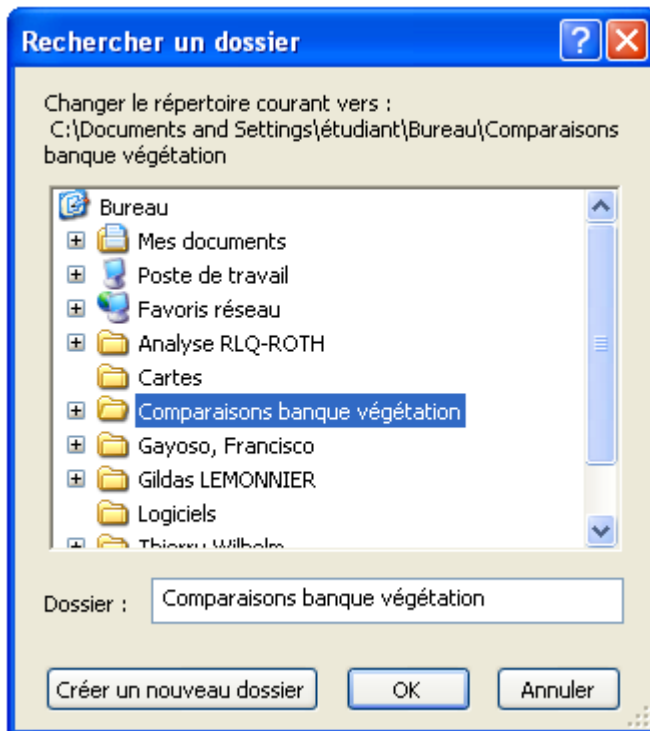 Rechercher un dossier
Changer le répertoire courant vers :
C:\Documents and Settings\étudiant\Bureau\Comparaisons
banque végétation
Bureau
Mes documents
Poste de travail
Favoris réseau
Analyse RLQ-ROTH
Cartes
Comparaisons banque végétation
Gayoso, Francisco
Gildas LEMONNIER
Logiciels
Thierry Wilhelm
Dossier :
Comparaisons banque végétation
Créer un nouveau dossier
OK
Annuler